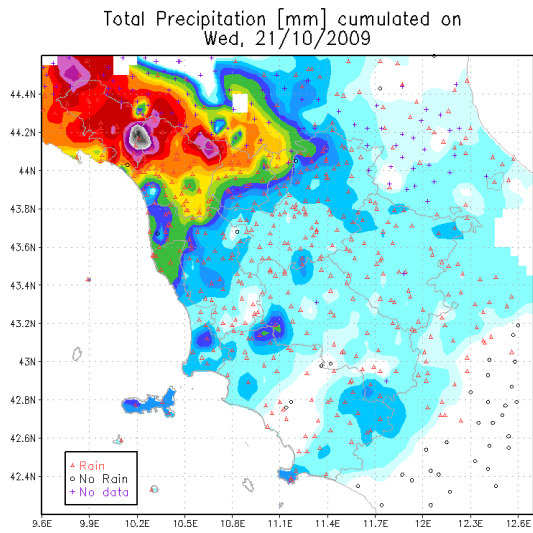 Total Precipitation [mm] cumulated on
Wed, 21/10/2009
44.4N
44.2N
44N
43.8N
43.6N
43.4N
43.2N
43N
42.8N
42.6N
42.4N
Rain
No Rain
No data
9.6E 9.9E 10.2E 10.5E 10.8E 11.1E 11.4E 11.7E 12E 12.3E 12.6E